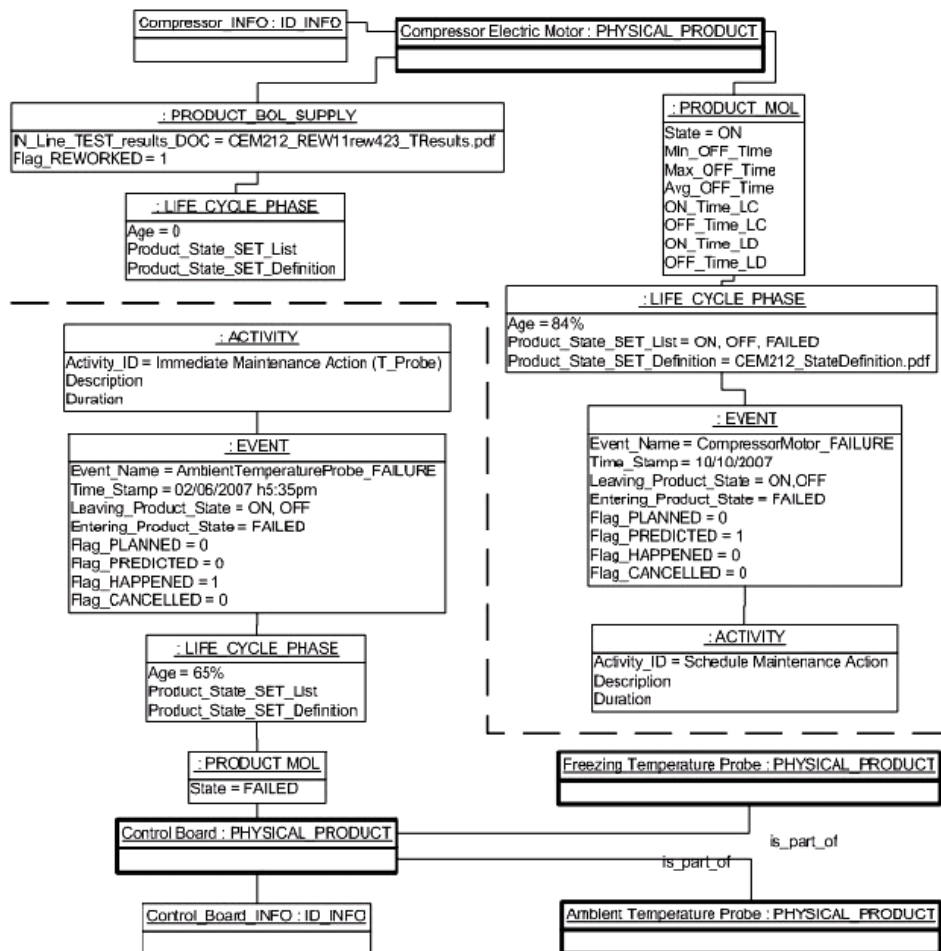 Compressor_INFO : ID_INFO
Compressor Electric Motor : PHYSICAL_PRODUCT
: PRODUCT_BOL_SUPPLY
IN_Line_TEST_results_DOC = CEM212_REW11rew423_TResults.pdf
Flag_REWORKED = 1
: LIFE_CYCLE_PHASE
Age = 0
Product_State_SET_List
Product_State_SET_Definition
: PRODUCT MOL
State = ON
Min_OFF_Time
Max_OFF_Time
Avg_OFF_Time
ON_Time_LC
OFF_Time_LC
ON_Time_LD
OFF_Time_LD
: LIFE_CYCLE_PHASE
Age = 84%
Product_State_SET_List = ON, OFF, FAILED
Product_State_SET_Definition = CEM212_StateDefinition.pdf
: EVENT
Event_Name = CompressorMotor_FAILURE
Time_Stamp = 10/10/2007
Leaving_Product_State = ON,OFF
Entering_Product_State = FAILED
Flag_PLANNED = 0
Flag_PREDICTED = 1
Flag_HAPPENED = 0
Flag_CANCELLED = 0
: ACTIVITY
Activity_ID = Schedule Maintenance Action
Description
Duration
: ACTIVITY
Activity_ID = Immediate Maintenance Action (T_Probe)
Description
Duration
: EVENT
Event_Name = AmbientTemperatureProbe_FAILURE
Time_Stamp = 02/06/2007 h5:35pm
Leaving_Product_State = ON, OFF
Entering_Product_State = FAILED
Flag_PLANNED = 0
Flag_PREDICTED = 0
Flag_HAPPENED = 1
Flag_CANCELLED = 0
: LIFE_CYCLE_PHASE
Age = 65%
Product_State_SET_List
Product_State_SET_Definition
: PRODUCT MOL
State = FAILED
Control Board : PHYSICAL_PRODUCT
Control_Board_INFO : ID_INFO
Freezing Temperature Probe : PHYSICAL_PRODUCT
is_part_of
is_part_of
Ambient Temperature Probe : PHYSICAL_PRODUCT